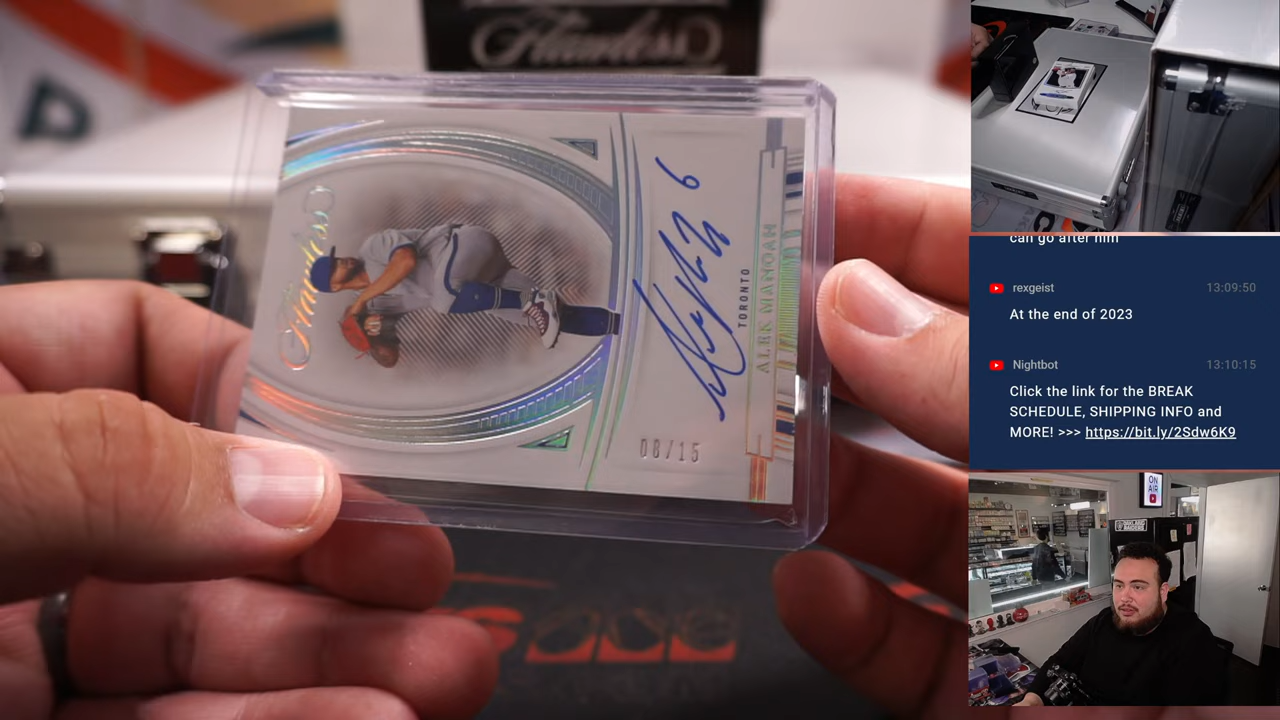 Flawless
Flawless
TORONTO
ALEK MANOAH
08/15
can go after him
rexgeist 13:09:50
At the end of 2023
Nightbot 13:10:15
Click the link for the BREAK
SCHEDULE, SHIPPING INFO and
MORE! >>> https://bit.ly/2Sdw6K9
ON
AIR